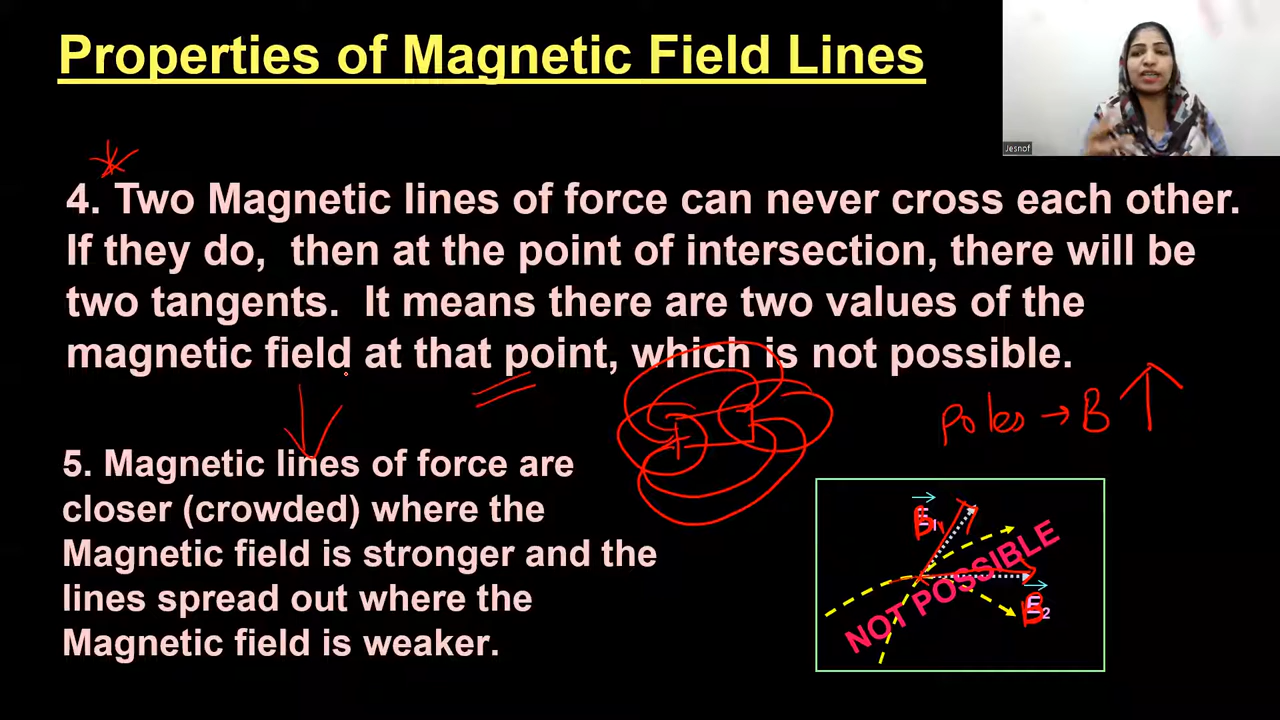 Properties of Magnetic Field Lines
Jesnof
4. Two Magnetic lines of force can never cross each other.
If they do, then at the point of intersection, there will be
two tangents. It means there are two values of the
magnetic field at that point, which is not possible.
Poles → B ↑
5. Magnetic lines of force are
closer (crowded) where the
Magnetic field is stronger and the
lines spread out where the
Magnetic field is weaker.
B₁
NOT POSSIBLE
B₂